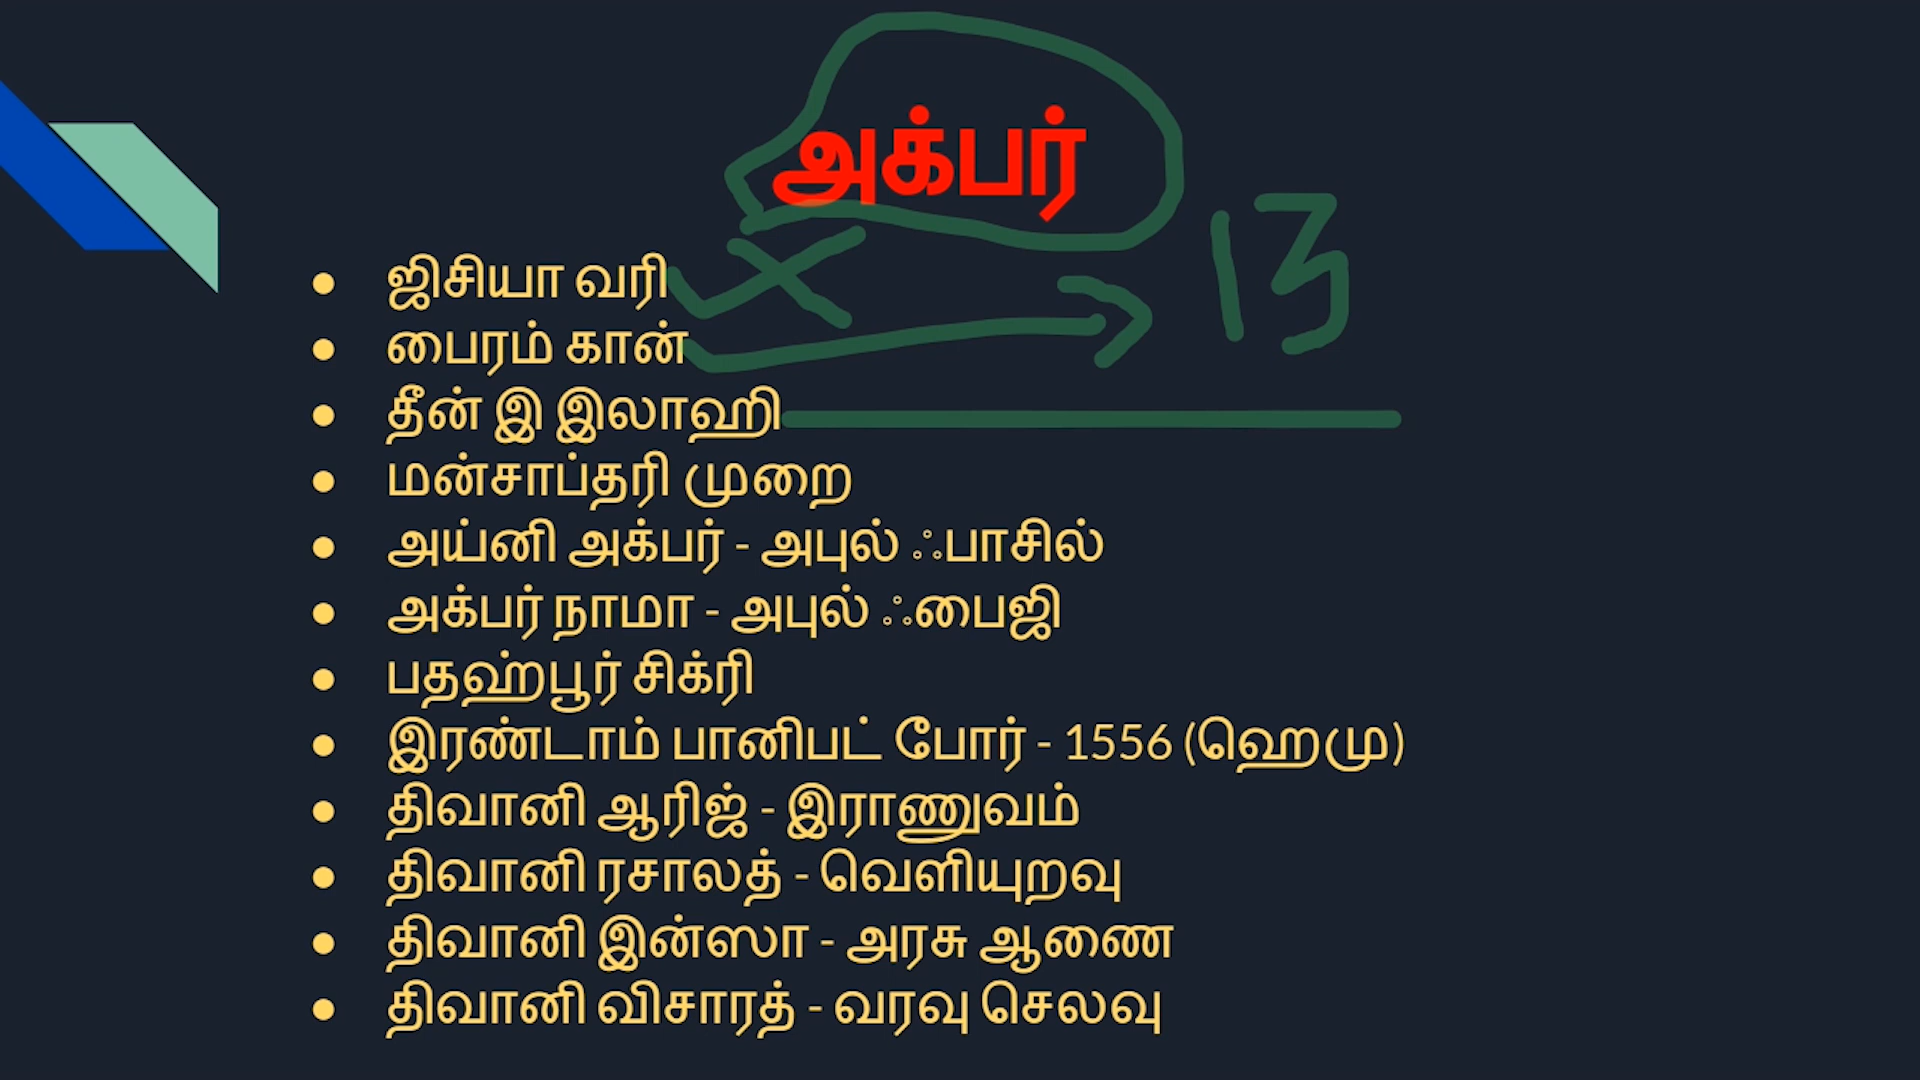 அக்பர்
13
ஜிசியா வரி
பைரம் கான்
தீன் இ இலாஹி
மன்சாப்தரி முறை
அய்னி அக்பர் - அபுல் ஃபாசில்
அக்பர் நாமா - அபுல் ஃபைஜி
பதஹ்பூர் சிக்ரி
இரண்டாம் பானிபட் போர் - 1556 (ஹெமு)
திவானி ஆரிஜ் - இராணுவம்
திவானி ரசாலத் - வெளியுறவு
திவானி இன்ஸா - அரசு ஆணை
திவானி விசாரத் - வரவு செலவு